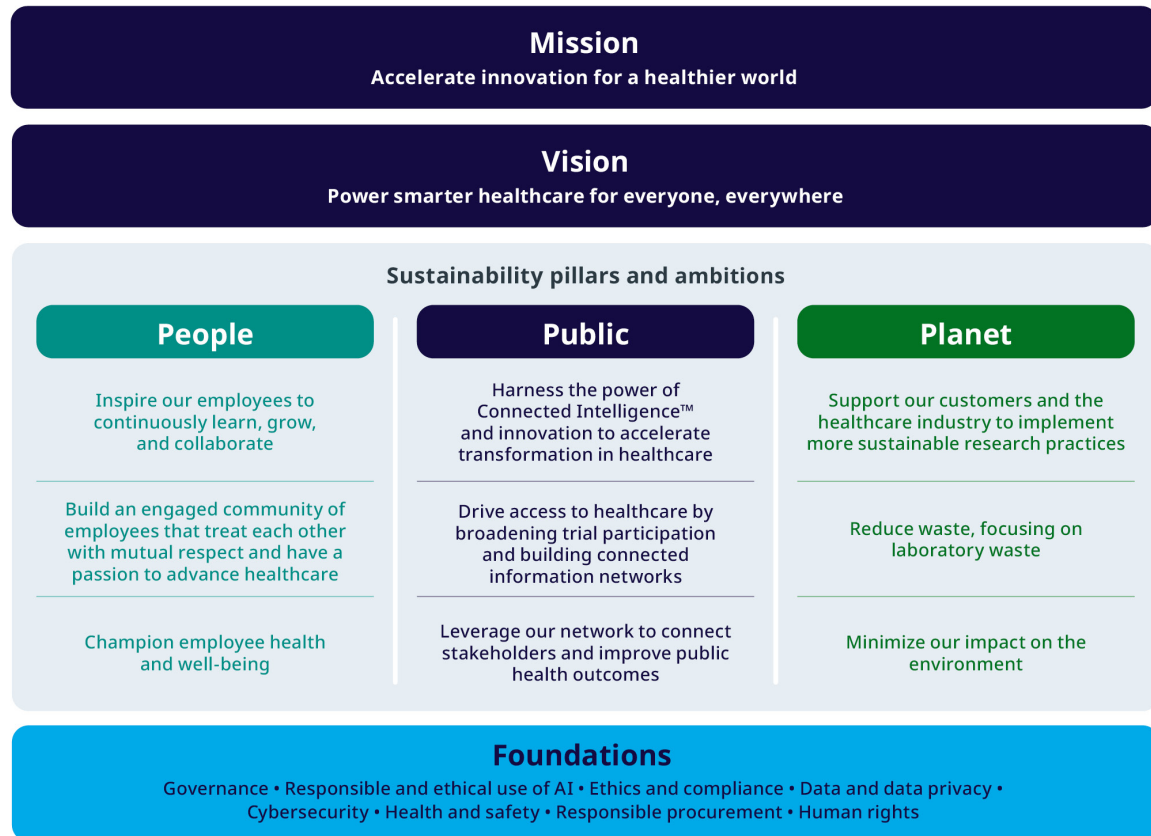 Mission
Accelerate innovation for a healthier world
Vision
Power smarter healthcare for everyone, everywhere
Sustainability pillars and ambitions
People
Inspire our employees to
continuously learn, grow,
and collaborate
Build an engaged community of
employees that treat each other
with mutual respect and have a
passion to advance healthcare
Champion employee health
and well-being
Public
Harness the power of
Connected Intelligence™
and innovation to accelerate
transformation in healthcare
Drive access to healthcare by
broadening trial participation
and building connected
information networks
Leverage our network to connect
stakeholders and improve public
health outcomes
Planet
Support our customers and the
healthcare industry to implement
more sustainable research practices
Reduce waste, focusing on
laboratory waste
Minimize our impact on the
environment
Foundations
Governance • Responsible and ethical use of AI • Ethics and compliance • Data and data privacy •
Cybersecurity • Health and safety • Responsible procurement • Human rights